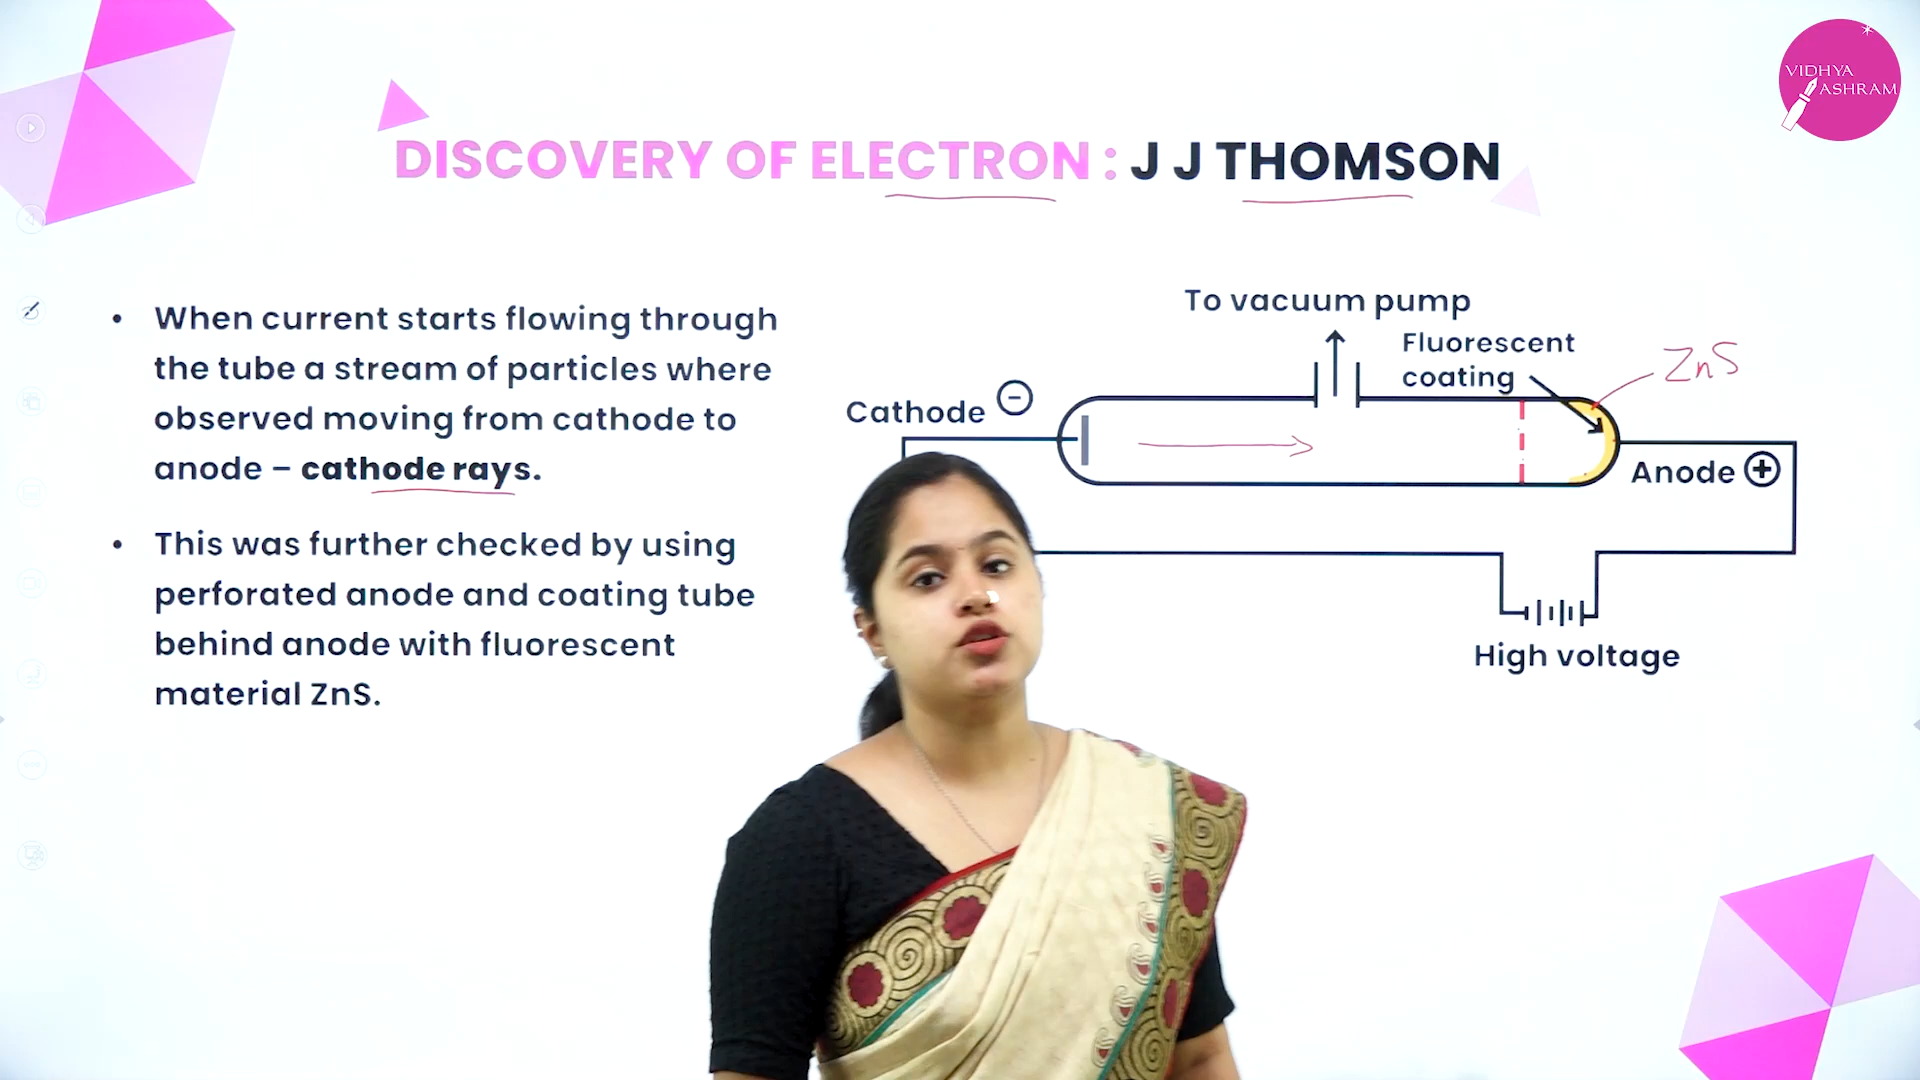 VIDHYA
ASHRAM
DISCOVERY OF ELECTRON : J J THOMSON
• When current starts flowing through
the tube a stream of particles where
observed moving from cathode to
anode – cathode rays.
• This was further checked by using
perforated anode and coating tube
behind anode with fluorescent
material ZnS.
To vacuum pump
Fluorescent
coating
ZnS
Cathode −
Anode +
High voltage